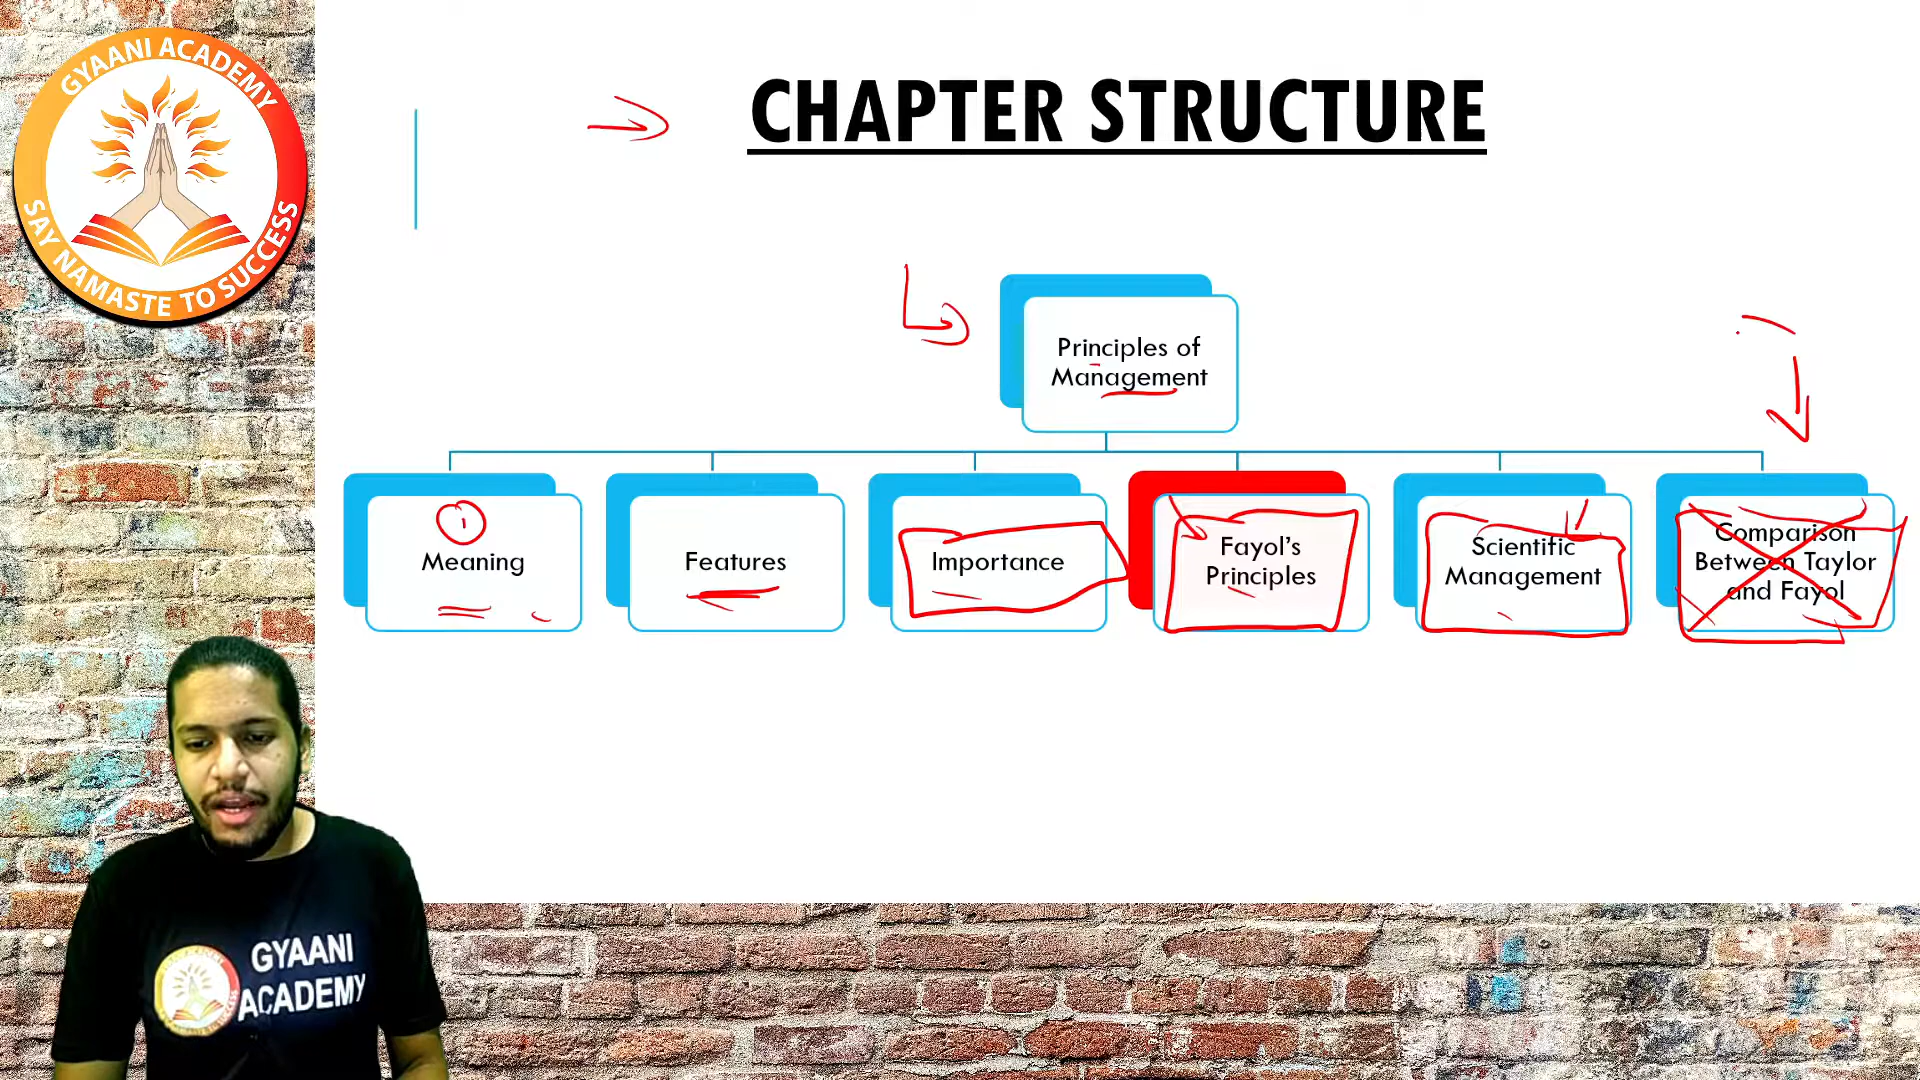 GYAANI ACADEMY
SAY NAMASTE TO SUCCESS
CHAPTER STRUCTURE
Principles of
Management
1
Meaning
Features
Importance
Fayol's
Principles
Scientific
Management
Comparison
Between Taylor
and Fayol
GYAANI
ACADEMY